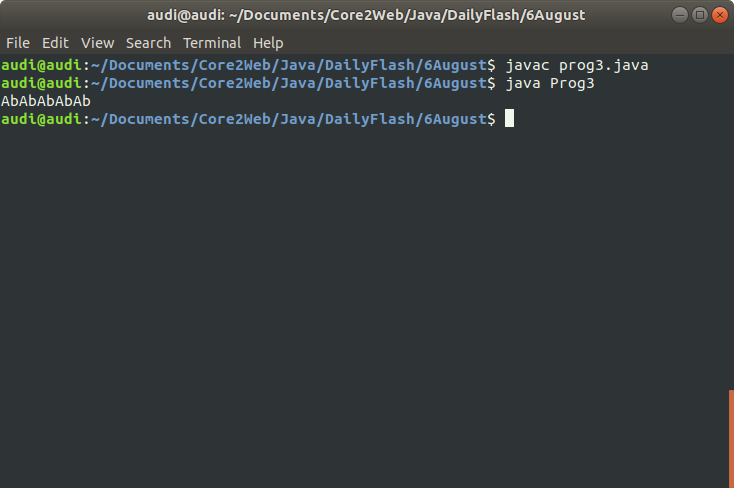 audi@audi: ~/Documents/Core2Web/Java/DailyFlash/6August
File Edit View Search Terminal Help
audi@audi:~/Documents/Core2Web/Java/DailyFlash/6August$ javac prog3.java
audi@audi:~/Documents/Core2Web/Java/DailyFlash/6August$ java Prog3
AbAbAbAbAb
audi@audi:~/Documents/Core2Web/Java/DailyFlash/6August$